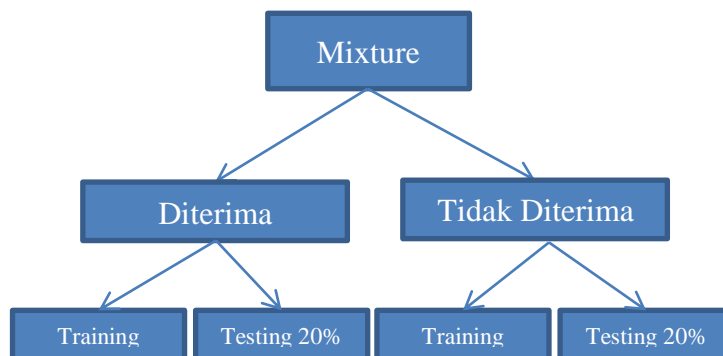 Mixture
Diterima
Tidak Diterima
Training
Testing 20%
Training
Testing 20%